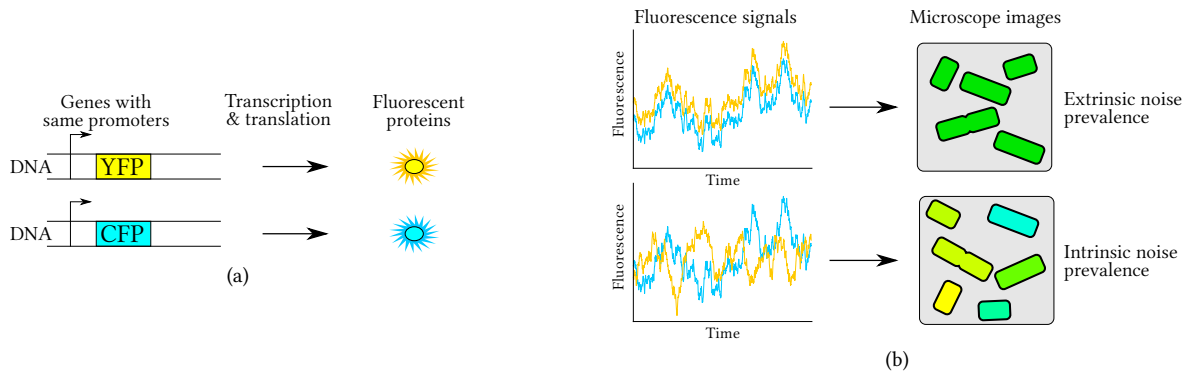 Genes with
same promoters
Transcription
& translation
Fluorescent
proteins
DNA
YFP
DNA
CFP
(a)
Fluorescence signals
Microscope images
Fluorescence
Time
Extrinsic noise
prevalence
Fluorescence
Time
Intrinsic noise
prevalence
(b)